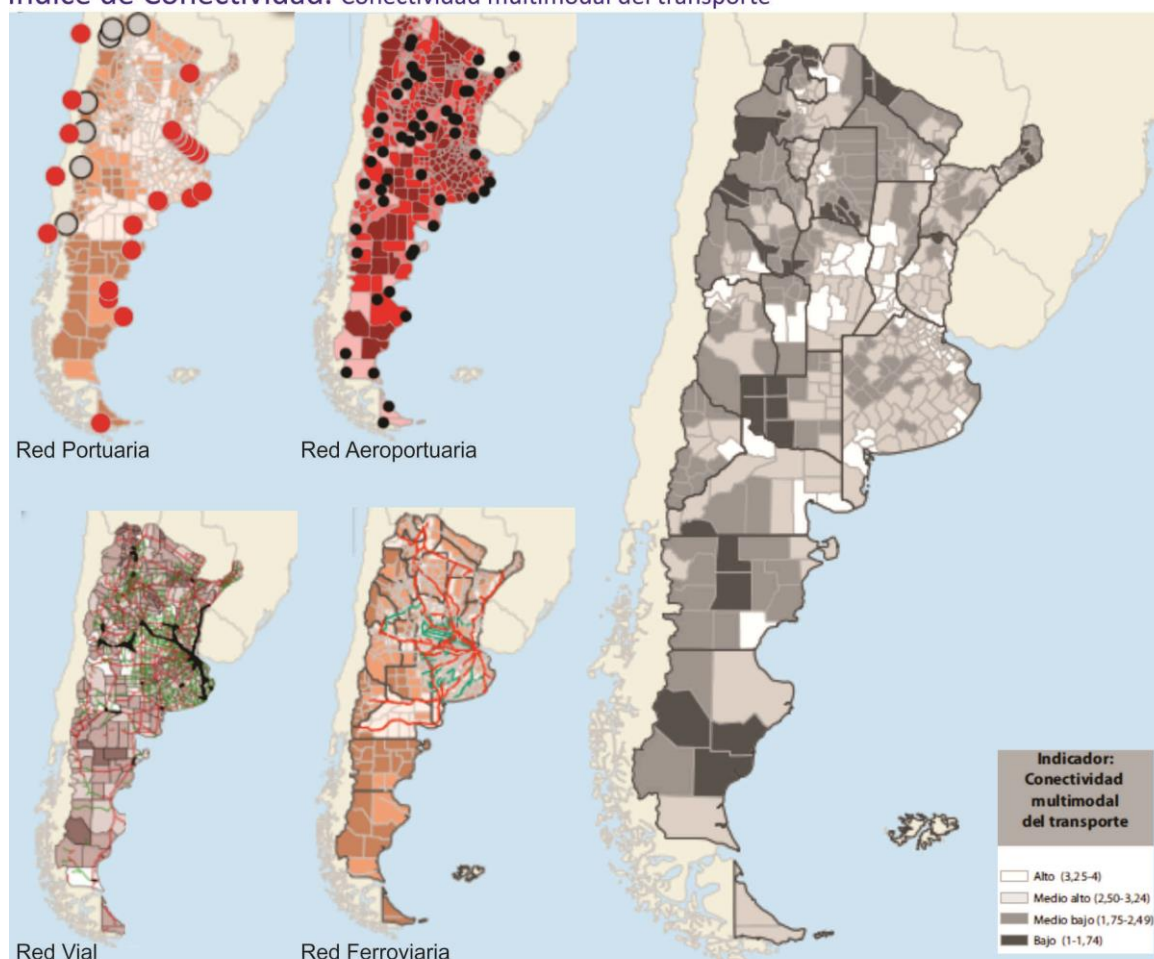 Índice de Conectividad: Conectividad multimodal del transporte
Red Portuaria
Red Aeroportuaria
Red Vial
Red Ferroviaria
Indicador:
Conectividad
multimodal
del transporte
Alto (3,25-4)
Medio alto (2,50-3,24)
Medio bajo (1,75-2,49)
Bajo (1-1,74)